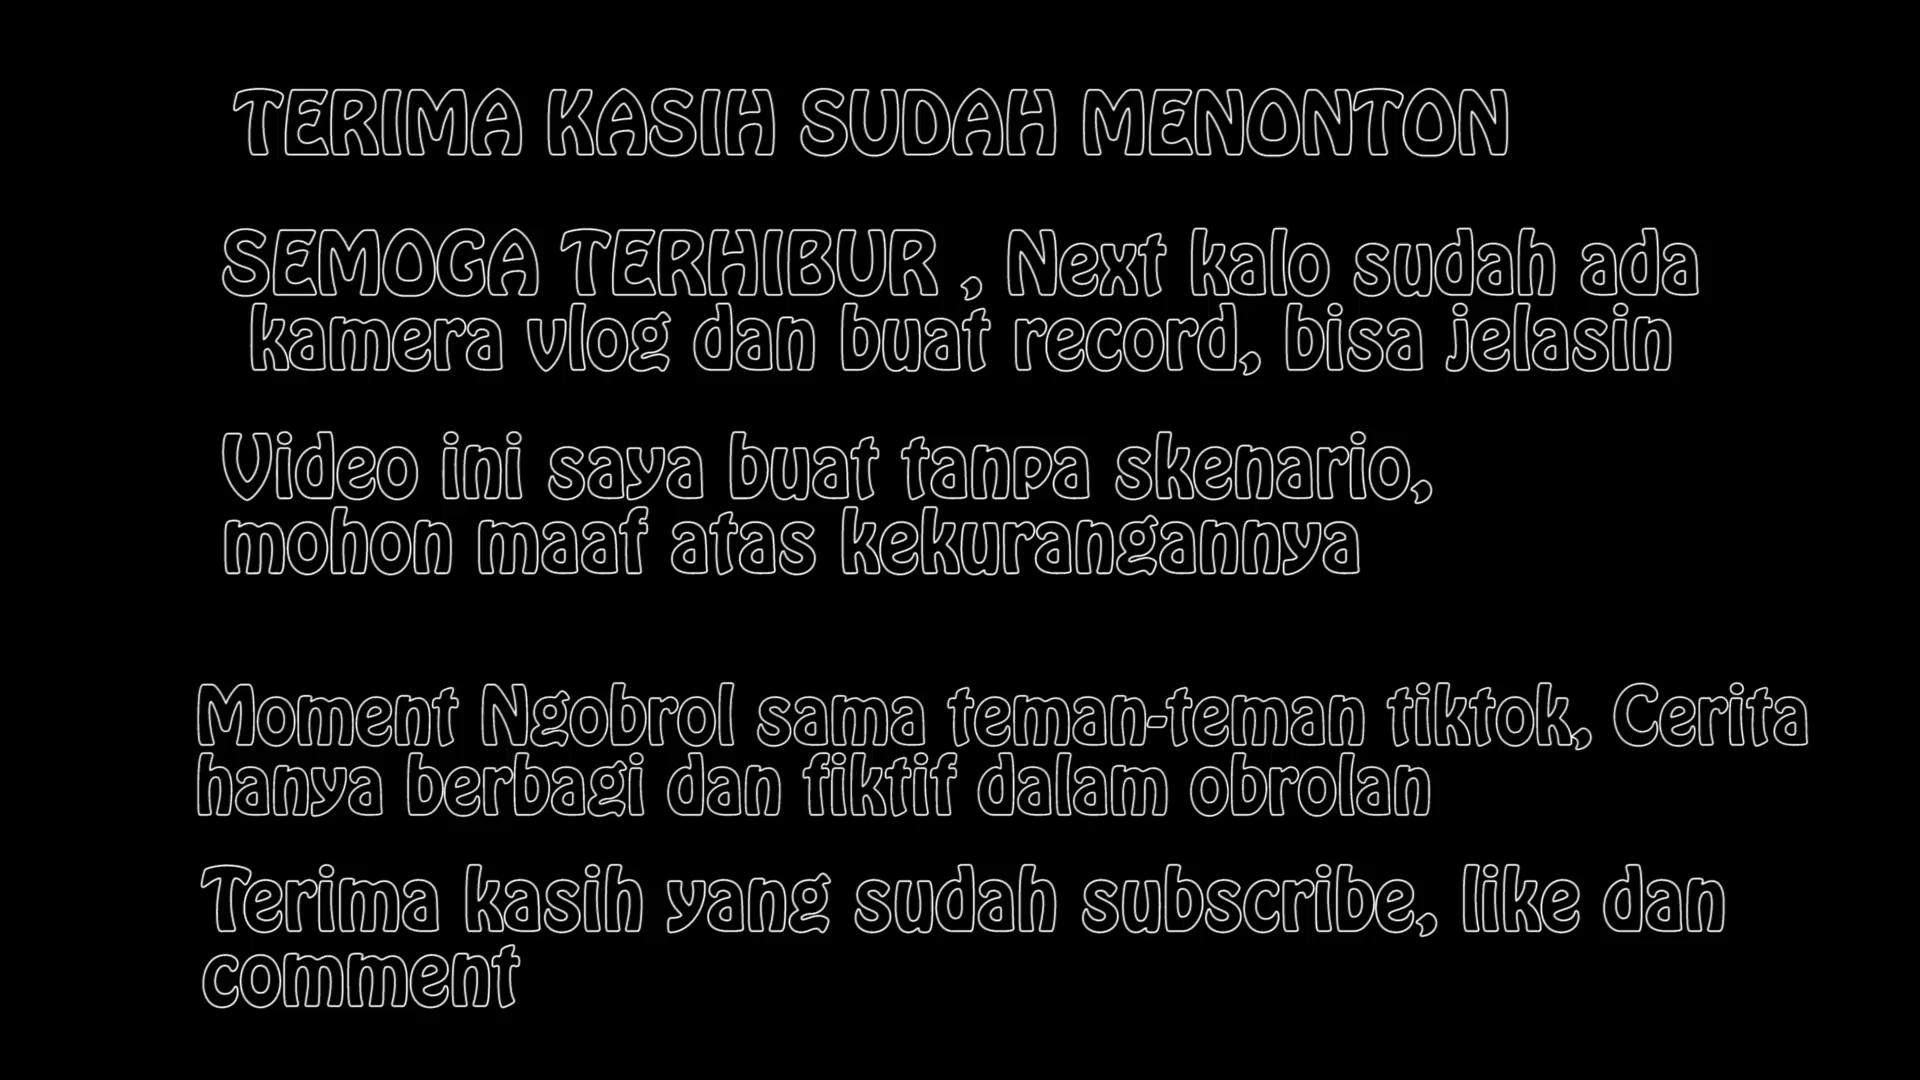 TERIMA KASIH SUDAH MENONTON
SEMOGA TERHIBUR , Next kalo sudah ada
kamera vlog dan buat record, bisa jelasin
Video ini saya buat tanpa skenario,
mohon maaf atas kekurangannya
Moment Ngobrol sama teman-teman tiktok, Cerita
hanya berbagi dan fiktif dalam obrolan
Terima kasih yang sudah subscribe, like dan
comment